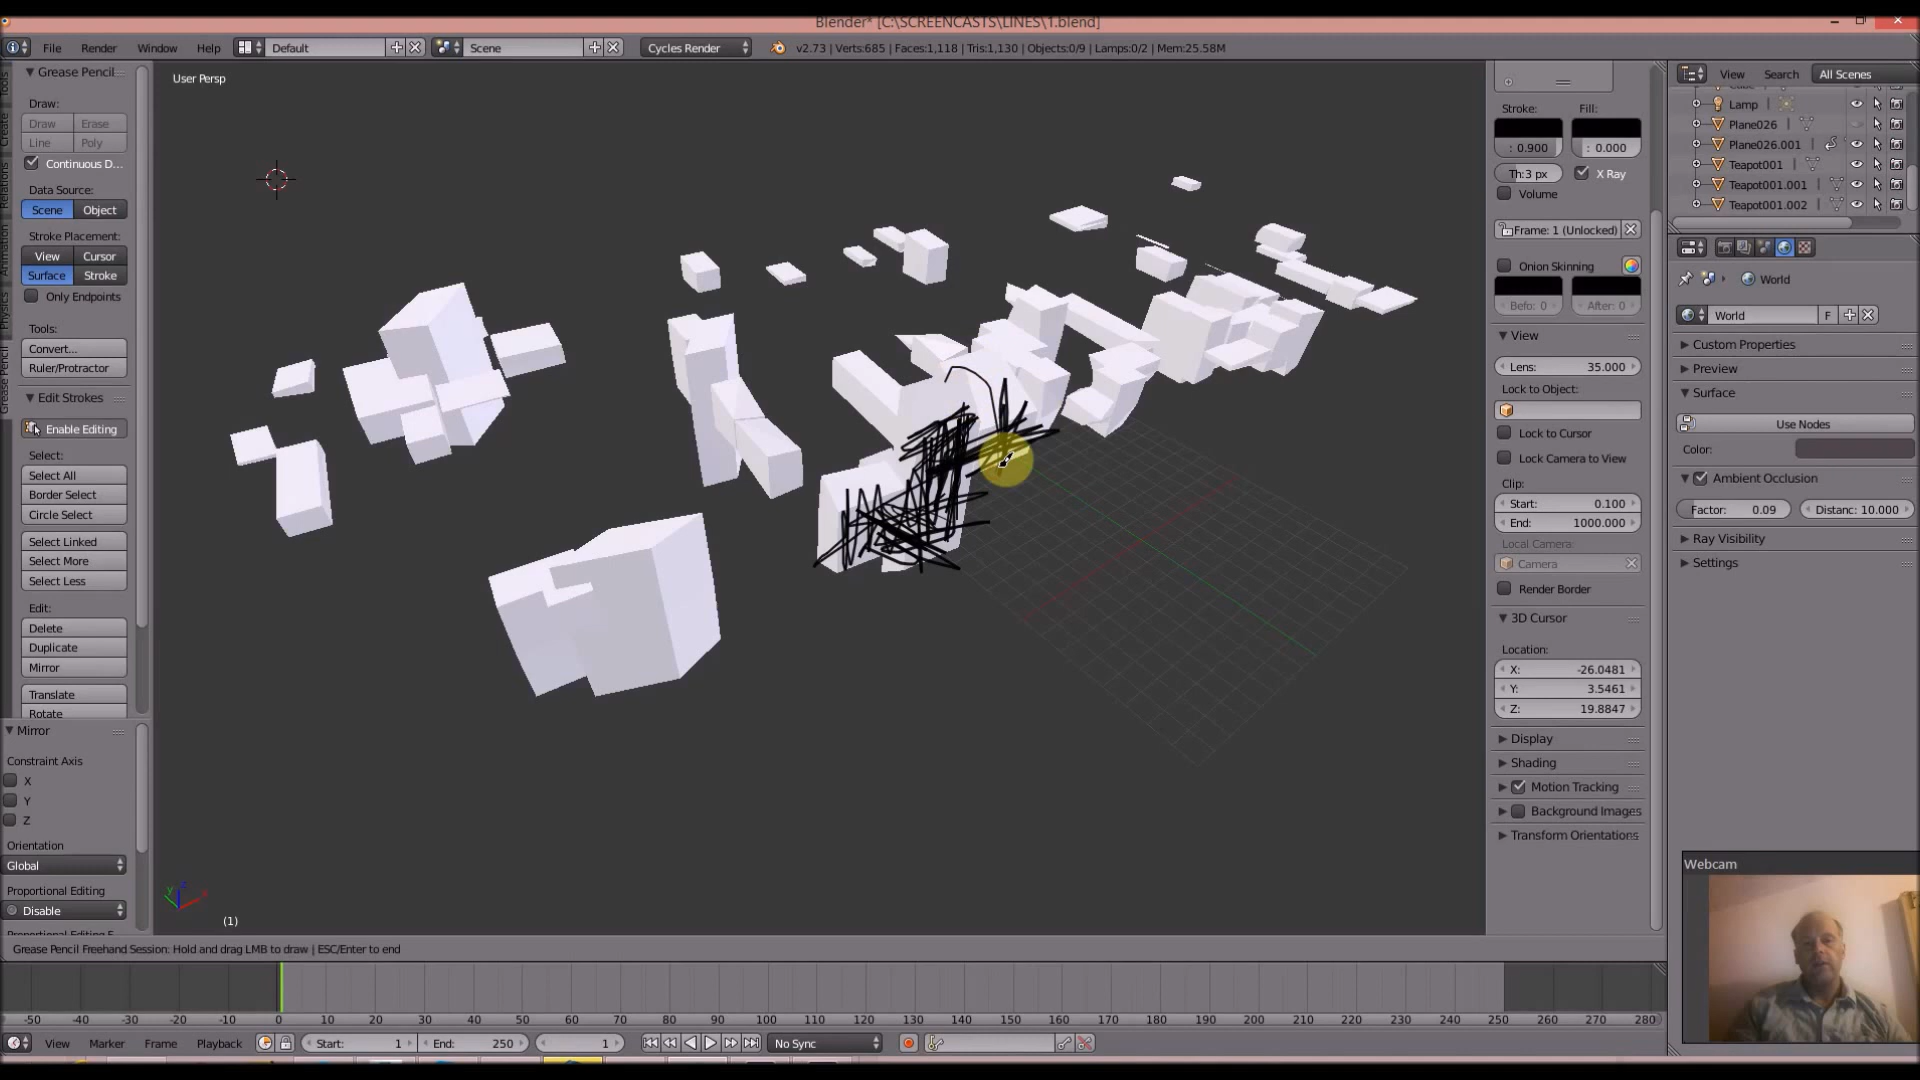 Blender* [C:\SCREENCASTS\LINES\1.blend]
File Render Window Help Default Scene Cycles Render v2.73 | Verts:685 | Faces:1,118 | Tris:1,130 | Objects:0/9 | Lamps:0/2 | Mem:25.58M
Tools
Create
Relations
Animation
Physics
Grease Pencil
Grease Pencil
Draw:
Draw Erase
Line Poly
Continuous D...
Data Source:
Scene Object
Stroke Placement:
View Cursor
Surface Stroke
Only Endpoints
Tools:
Convert...
Ruler/Protractor
Edit Strokes
Enable Editing
Select:
Select All
Border Select
Circle Select
Select Linked
Select More
Select Less
Edit:
Delete
Duplicate
Mirror
Translate
Rotate
Mirror
Constraint Axis
X
Y
Z
Orientation
Global
Proportional Editing
Disable
User Persp
(1)
Stroke: Fill:
: 0.900 : 0.000
Th:3 px X Ray
Volume
Frame: 1 (Unlocked)
Onion Skinning
Befo: 0 After: 0
View
Lens: 35.000
Lock to Object:
Lock to Cursor
Lock Camera to View
Clip:
Start: 0.100
End: 1000.000
Local Camera:
Camera
Render Border
3D Cursor
Location:
X: -26.0481
Y: 3.5461
Z: 19.8847
Display
Shading
Motion Tracking
Background Images
Transform Orientations
View Search All Scenes
Lamp
Plane026
Plane026.001
Teapot001
Teapot001.001
Teapot001.002
World
World F
Custom Properties
Preview
Surface
Use Nodes
Color:
Ambient Occlusion
Factor: 0.09 Distanc: 10.000
Ray Visibility
Settings
Webcam
Grease Pencil Freehand Session: Hold and drag LMB to draw | ESC/Enter to end
-50 -40 -30 -20 -10 0 10 20 30 40 50 60 70 80 90 100 110 120 130 140 150 160 170 180 190 200 210 220 230 240 250 260 270 280
View Marker Frame Playback Start: 1 End: 250 1 No Sync